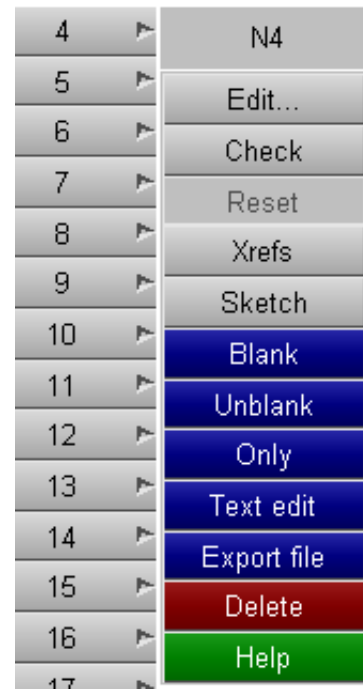 4
N4
5
Edit...
6
Check
7
Reset
8
Xrefs
9
Sketch
10
Blank
11
Unblank
12
Only
13
Text edit
14
Export file
15
Delete
16
Help
17